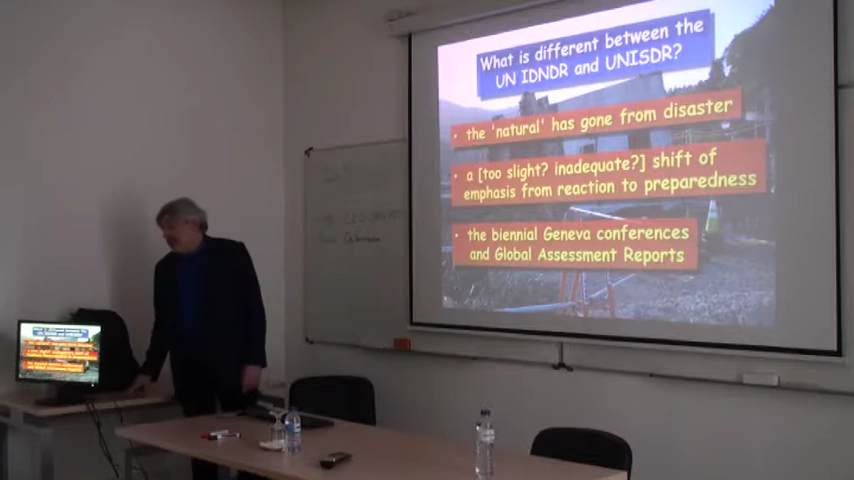 What is different between the
UN IDNDR and UNISDR?
• the 'natural' has gone from disaster
• a [too slight? inadequate?] shift of
emphasis from reaction to preparedness
• the biennial Geneva conferences
and Global Assessment Reports